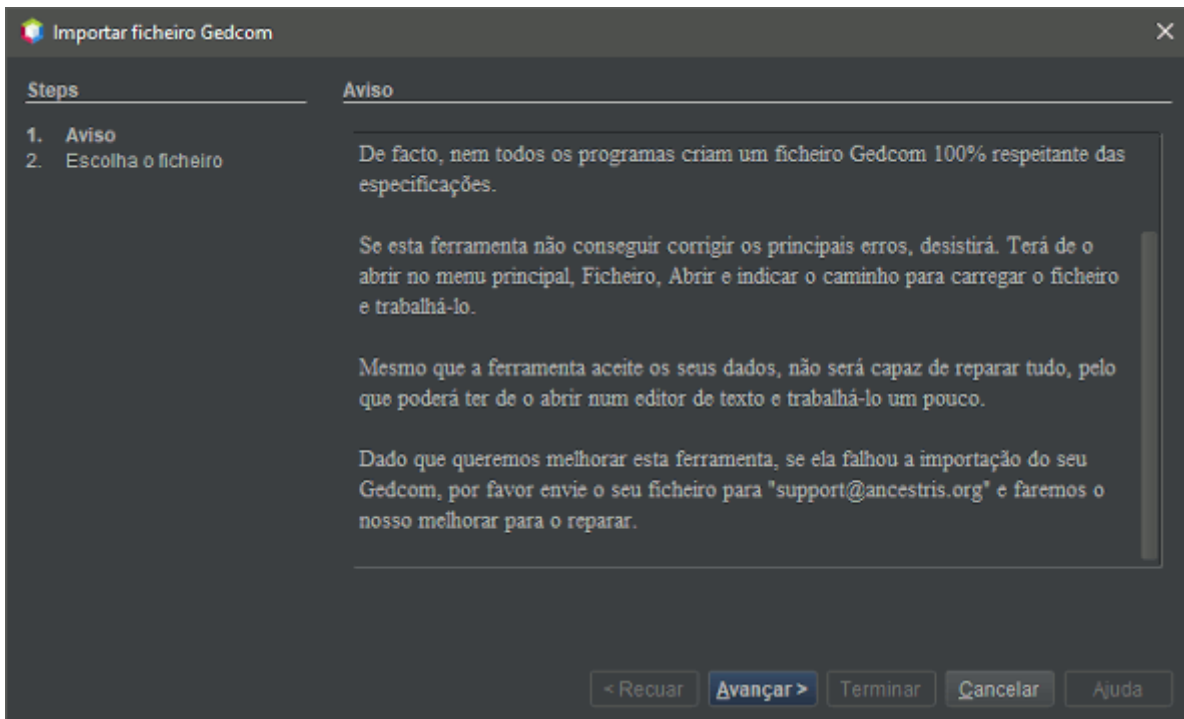 Importar ficheiro Gedcom
Steps
1. Aviso
2. Escolha o ficheiro
Aviso
De facto, nem todos os programas criam um ficheiro Gedcom 100% respeitante das
especificações.
Se esta ferramenta não conseguir corrigir os principais erros, desistirá. Terá de o
abrir no menu principal, Ficheiro, Abrir e indicar o caminho para carregar o ficheiro
e trabalhá-lo.
Mesmo que a ferramenta aceite os seus dados, não será capaz de reparar tudo, pelo
que poderá ter de o abrir num editor de texto e trabalhá-lo um pouco.
Dado que queremos melhorar esta ferramenta, se ela falhou a importação do seu
Gedcom, por favor envie o seu ficheiro para "support@ancestris.org" e faremos o
nosso melhorar para o reparar.
< Recuar Avançar > Terminar Cancelar Ajuda